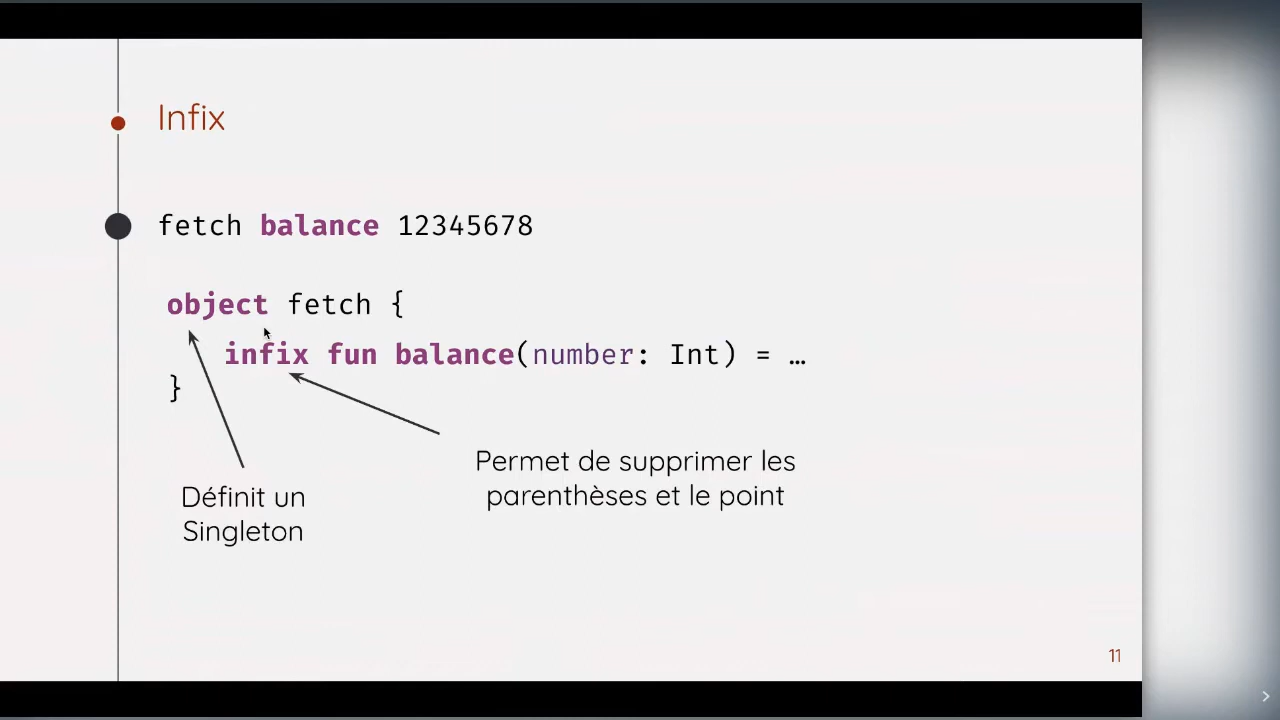 Infix
fetch balance 12345678
object fetch {
infix fun balance(number: Int) = …
}
Définit un
Singleton
Permet de supprimer les
parenthèses et le point
11